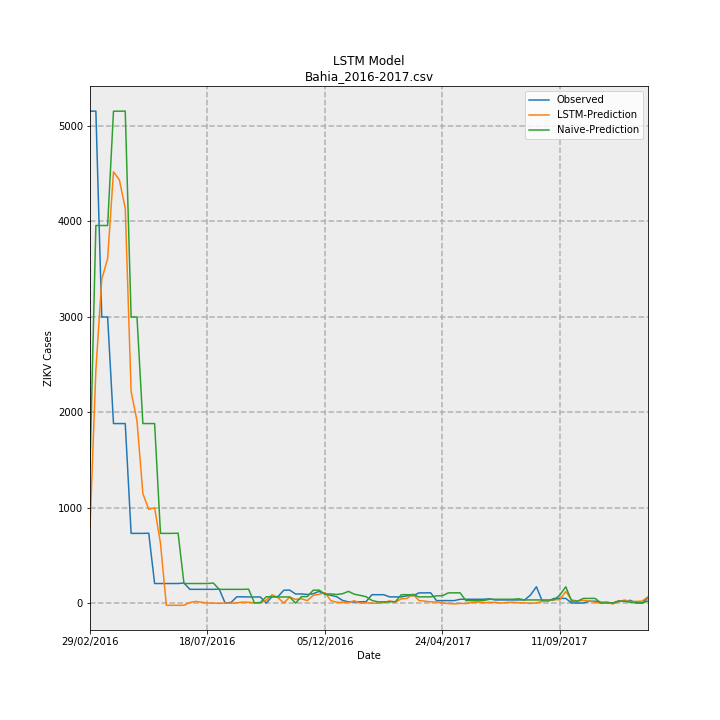 LSTM Model
Bahia_2016-2017.csv
Observed
LSTM-Prediction
Naive-Prediction
5000
4000
3000
2000
1000
0
ZIKV Cases
29/02/2016
18/07/2016
05/12/2016
24/04/2017
11/09/2017
Date